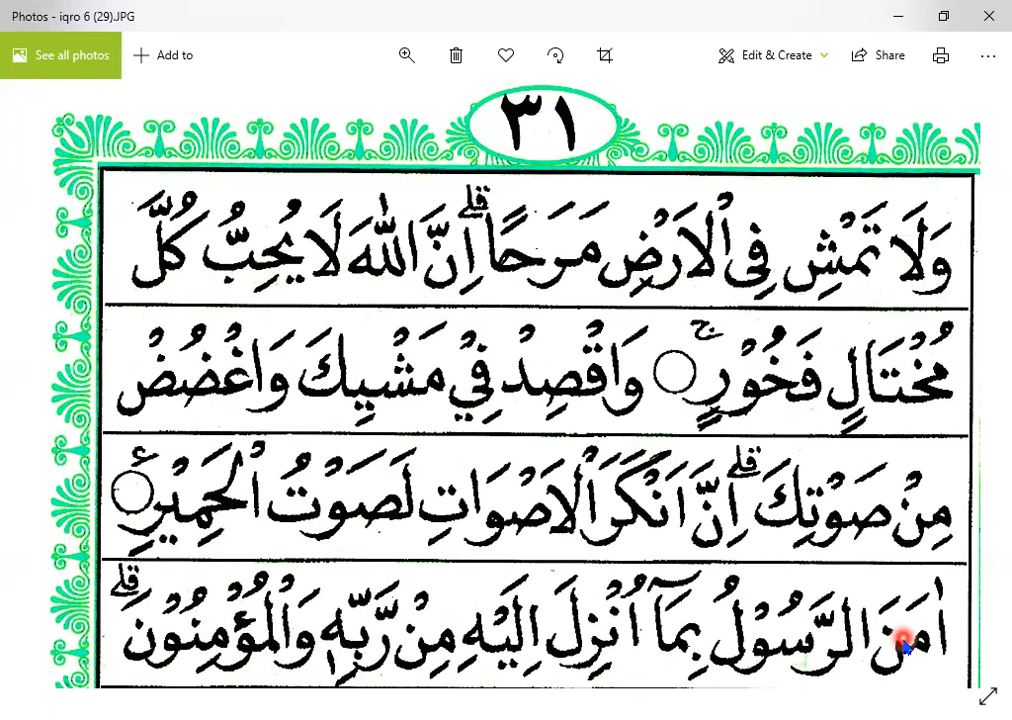 Photos - iqro 6 (29).JPG
See all photos
Add to
Edit & Create
Share
٣١
وَلَا تَمْشِ فِى الْاَرْضِ مَرَحًا ۗ اِنَّ اللّٰهَ لَا يُحِبُّ كُلَّ
مُخْتَالٍ فَخُوْرٍ ۚ وَاقْصِدْ فِيْ مَشْيِكَ وَاغْضُضْ
مِنْ صَوْتِكَ ۗ اِنَّ اَنْكَرَ الْاَصْوَاتِ لَصَوْتُ الْحَمِيْرِ ࣖ
اٰمَنَ الرَّسُوْلُ بِمَآ اُنْزِلَ اِلَيْهِ مِنْ رَّبِّهٖ وَالْمُؤْمِنُوْنَ ۗ